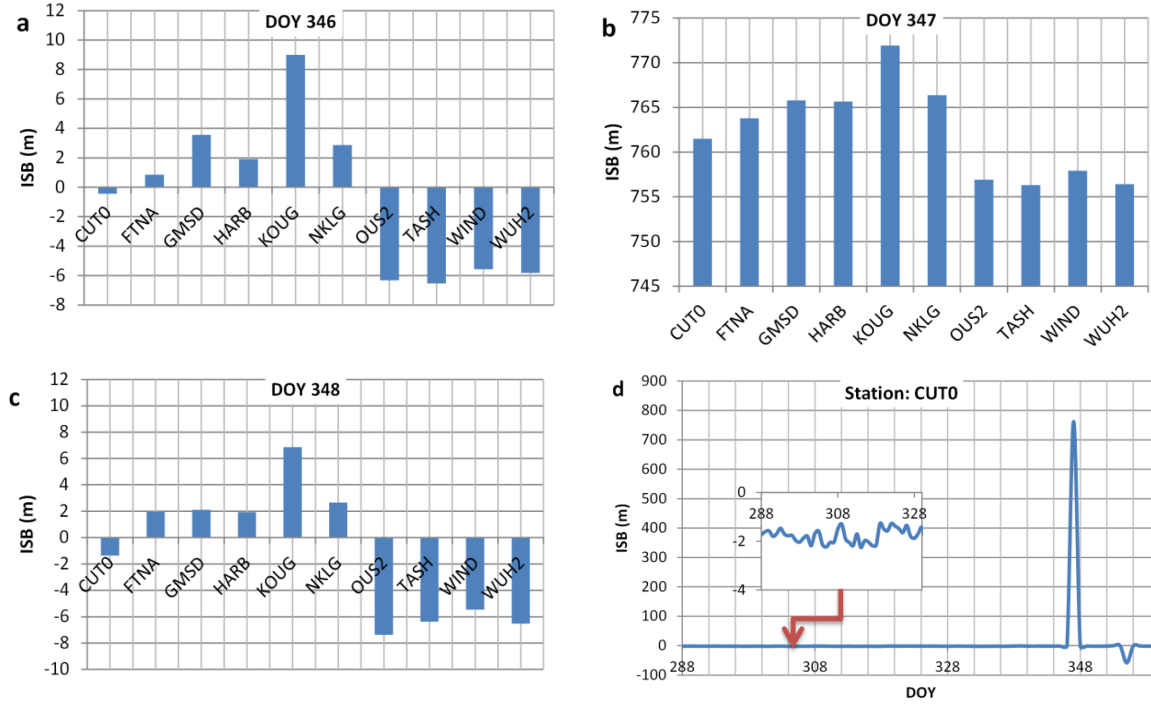 a
DOY 346
ISB (m)
12
10
8
6
4
2
0
-2
-4
-6
-8
CUT0
FTNA
GMSD
HARB
KOUG
NKLG
OUS2
TASH
WIND
WUH2
b
DOY 347
ISB (m)
775
770
765
760
755
750
745
CUT0
FTNA
GMSD
HARB
KOUG
NKLG
OUS2
TASH
WIND
WUH2
c
DOY 348
ISB (m)
12
10
8
6
4
2
0
-2
-4
-6
-8
-10
CUT0
FTNA
GMSD
HARB
KOUG
NKLG
OUS2
TASH
WIND
WUH2
d
Station: CUT0
ISB (m)
900
800
700
600
500
400
300
200
100
0
-100
288
308
328
348
DOY
0
-2
-4
288
308
328